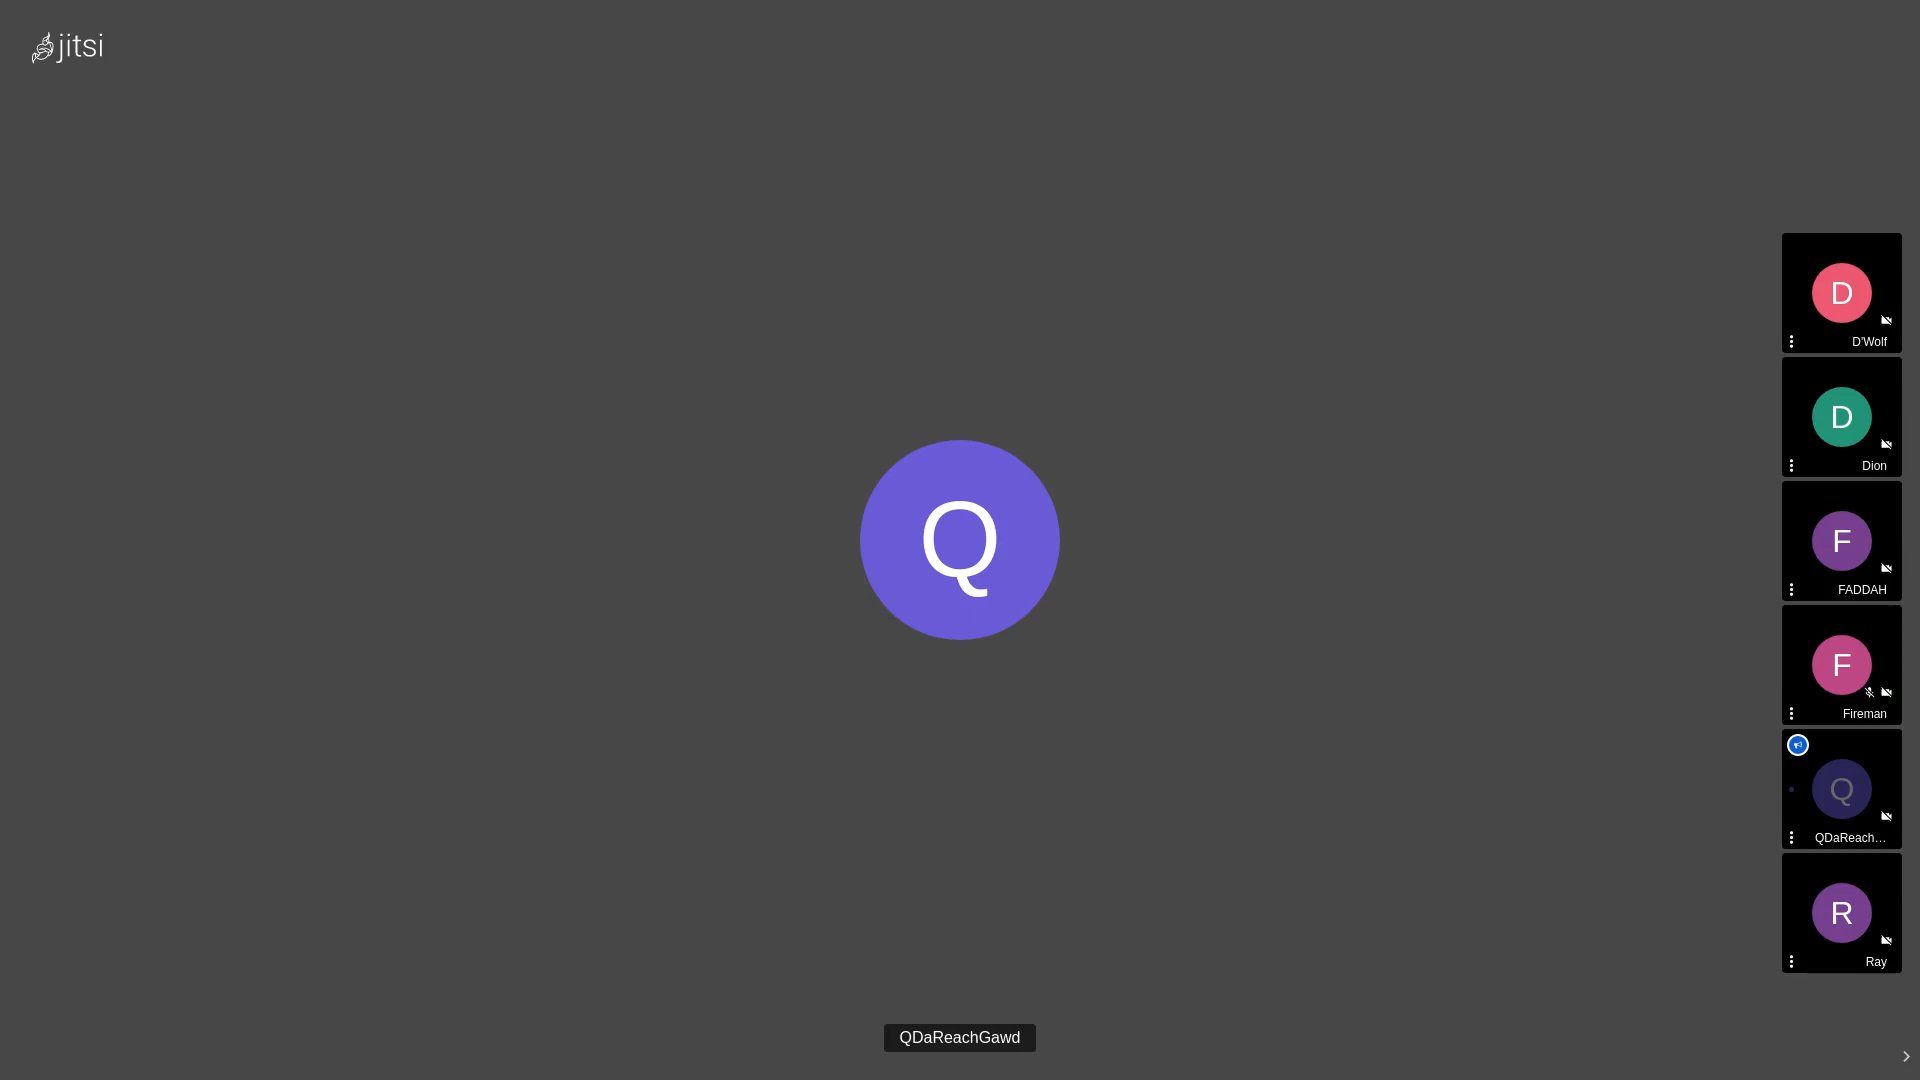 jitsi
D
D'Wolf
D
Dion
F
FADDAH
F
Fireman
Q
Q
QDaReach…
R
Ray
QDaReachGawd